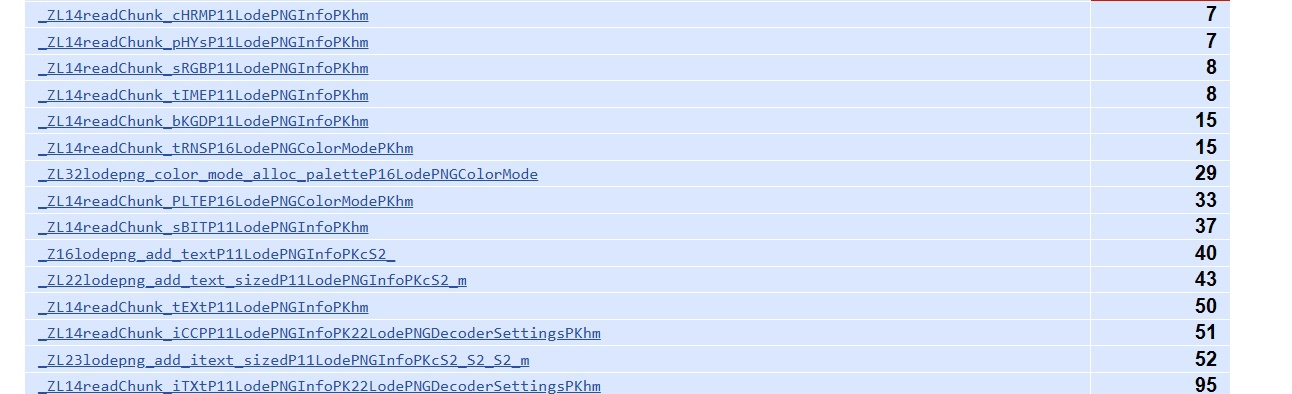 _ZL14readChunk_cHRMP11LodePNGInfoPKhm 7
_ZL14readChunk_pHYsP11LodePNGInfoPKhm 7
_ZL14readChunk_sRGBP11LodePNGInfoPKhm 8
_ZL14readChunk_tIMEP11LodePNGInfoPKhm 8
_ZL14readChunk_bKGDP11LodePNGInfoPKhm 15
_ZL14readChunk_tRNSP16LodePNGColorModePKhm 15
_ZL32lodepng_color_mode_alloc_paletteP16LodePNGColorMode 29
_ZL14readChunk_PLTEP16LodePNGColorModePKhm 33
_ZL14readChunk_sBITP11LodePNGInfoPKhm 37
_Z16lodepng_add_textP11LodePNGInfoPKcS2_ 40
_ZL22lodepng_add_text_sizedP11LodePNGInfoPKcS2_m 43
_ZL14readChunk_tEXtP11LodePNGInfoPKhm 50
_ZL14readChunk_iCCPP11LodePNGInfoPK22LodePNGDecoderSettingsPKhm 51
_ZL23lodepng_add_itext_sizedP11LodePNGInfoPKcS2_S2_S2_m 52
_ZL14readChunk_iTXtP11LodePNGInfoPK22LodePNGDecoderSettingsPKhm 95